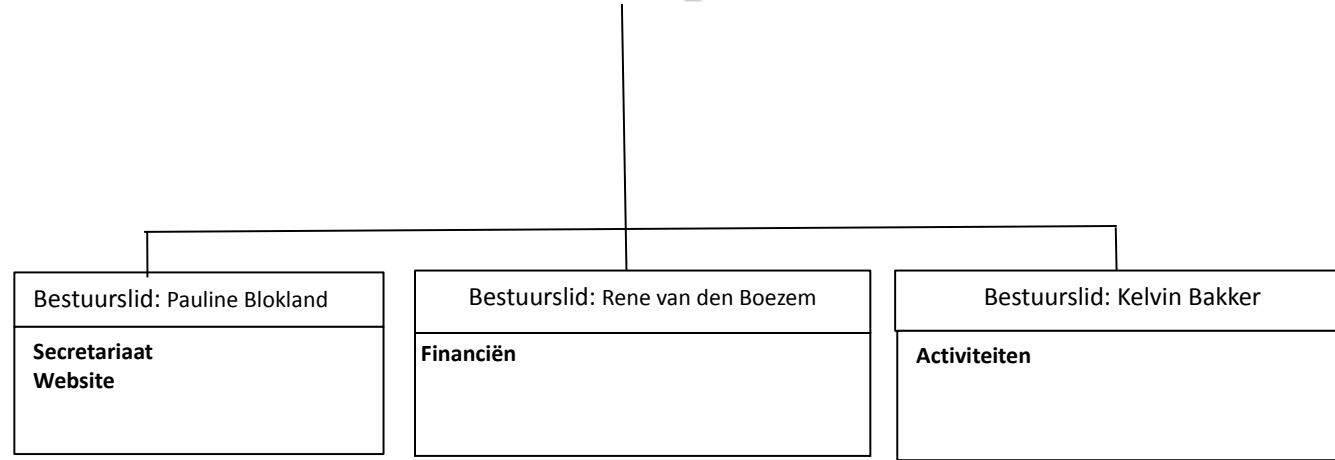 Bestuurslid: Pauline Blokland
Secretariaat
Website
Bestuurslid: Rene van den Boezem
Financiën
Bestuurslid: Kelvin Bakker
Activiteiten